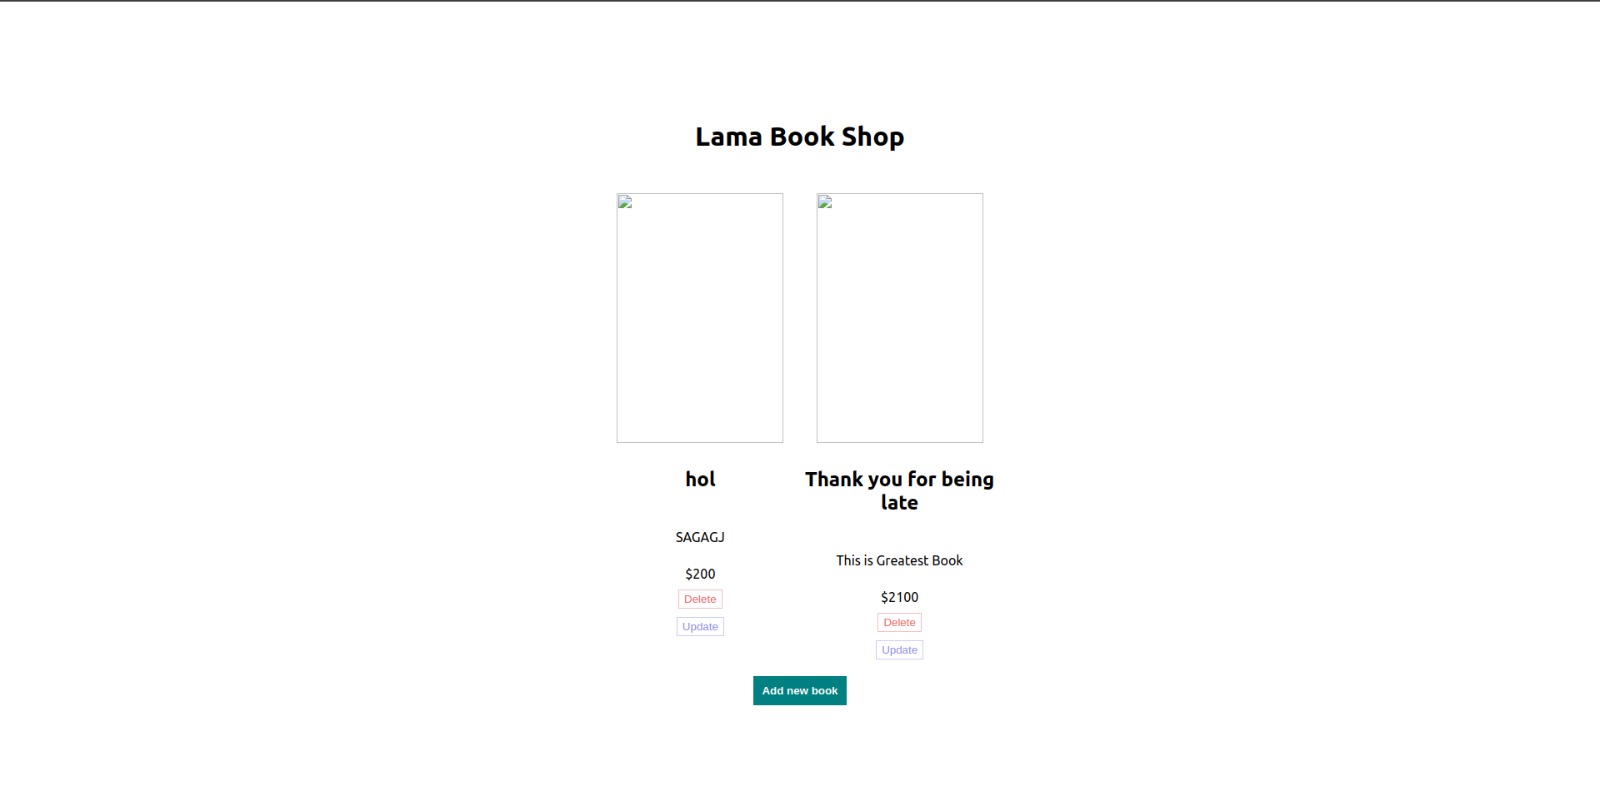 Lama Book Shop
hol
SAGAGJ
$200
Delete
Update
Thank you for being
late
This is Greatest Book
$2100
Delete
Update
Add new book